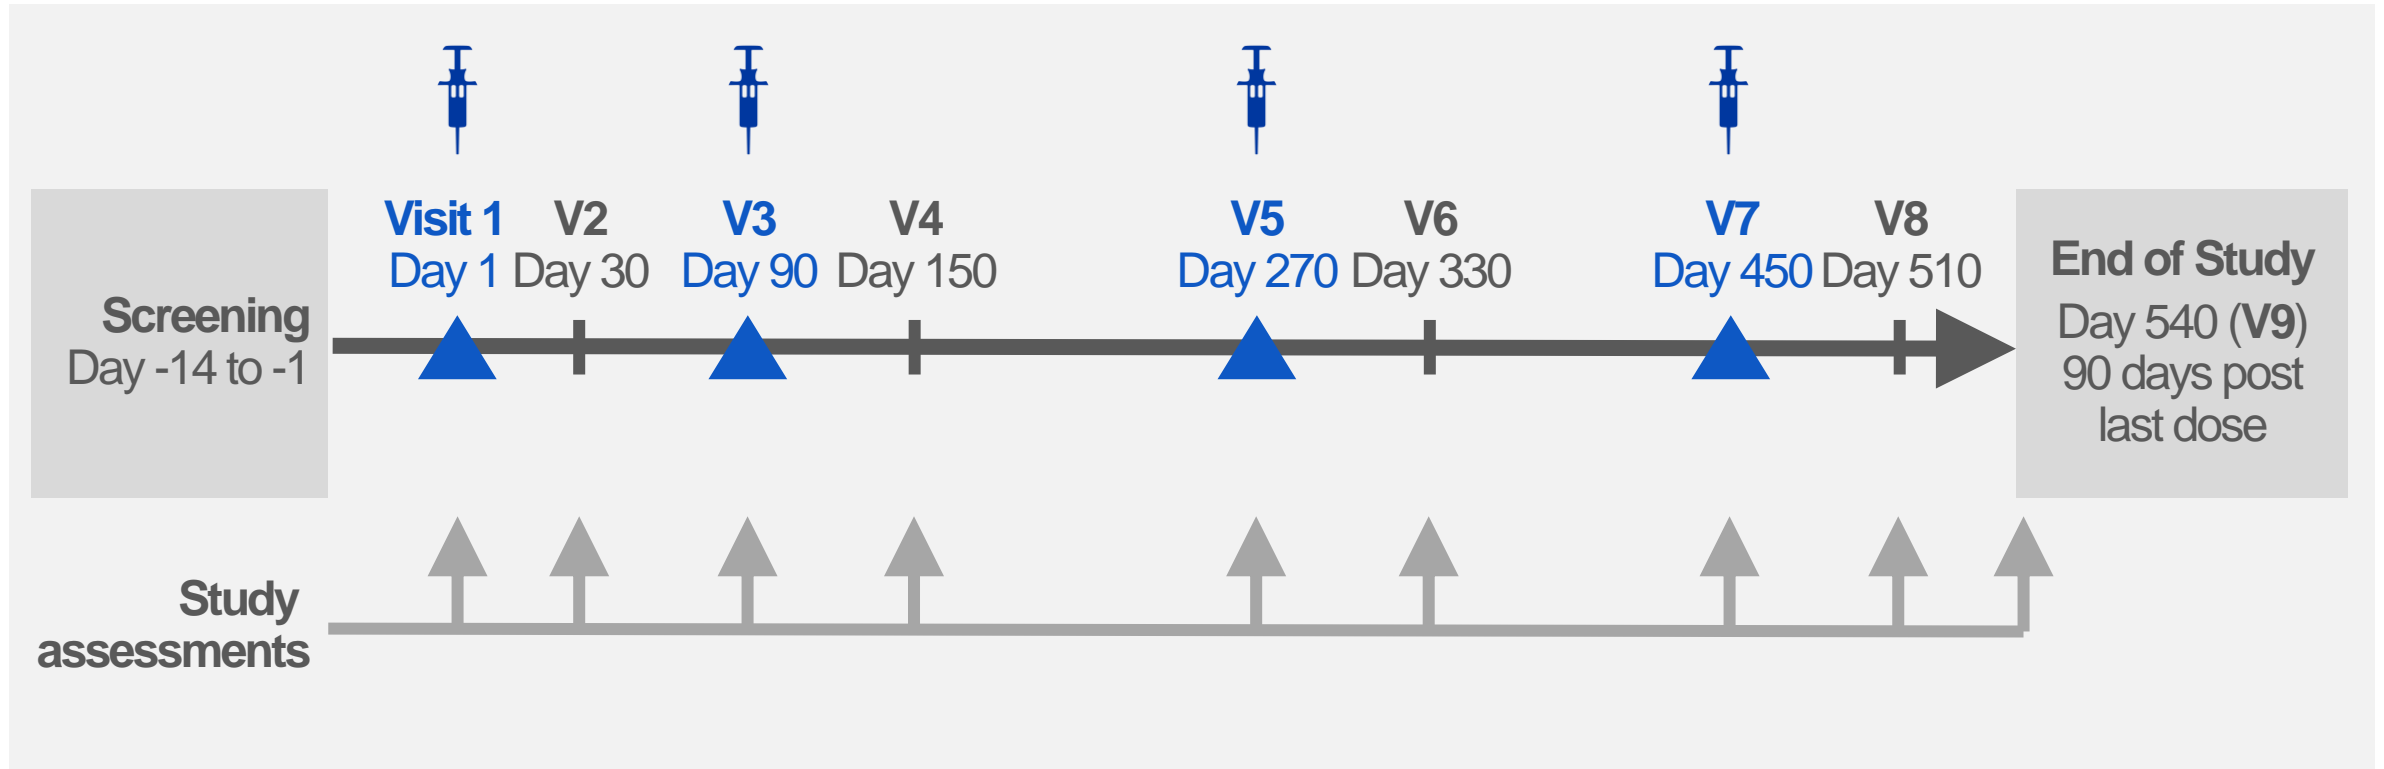 Screening
Day -14 to -1
Visit 1
Day 1
V2
Day 30
V3
Day 90
V4
Day 150
V5
Day 270
V6
Day 330
V7
Day 450
V8
Day 510
End of Study
Day 540 (V9)
90 days post
last dose
Study
assessments